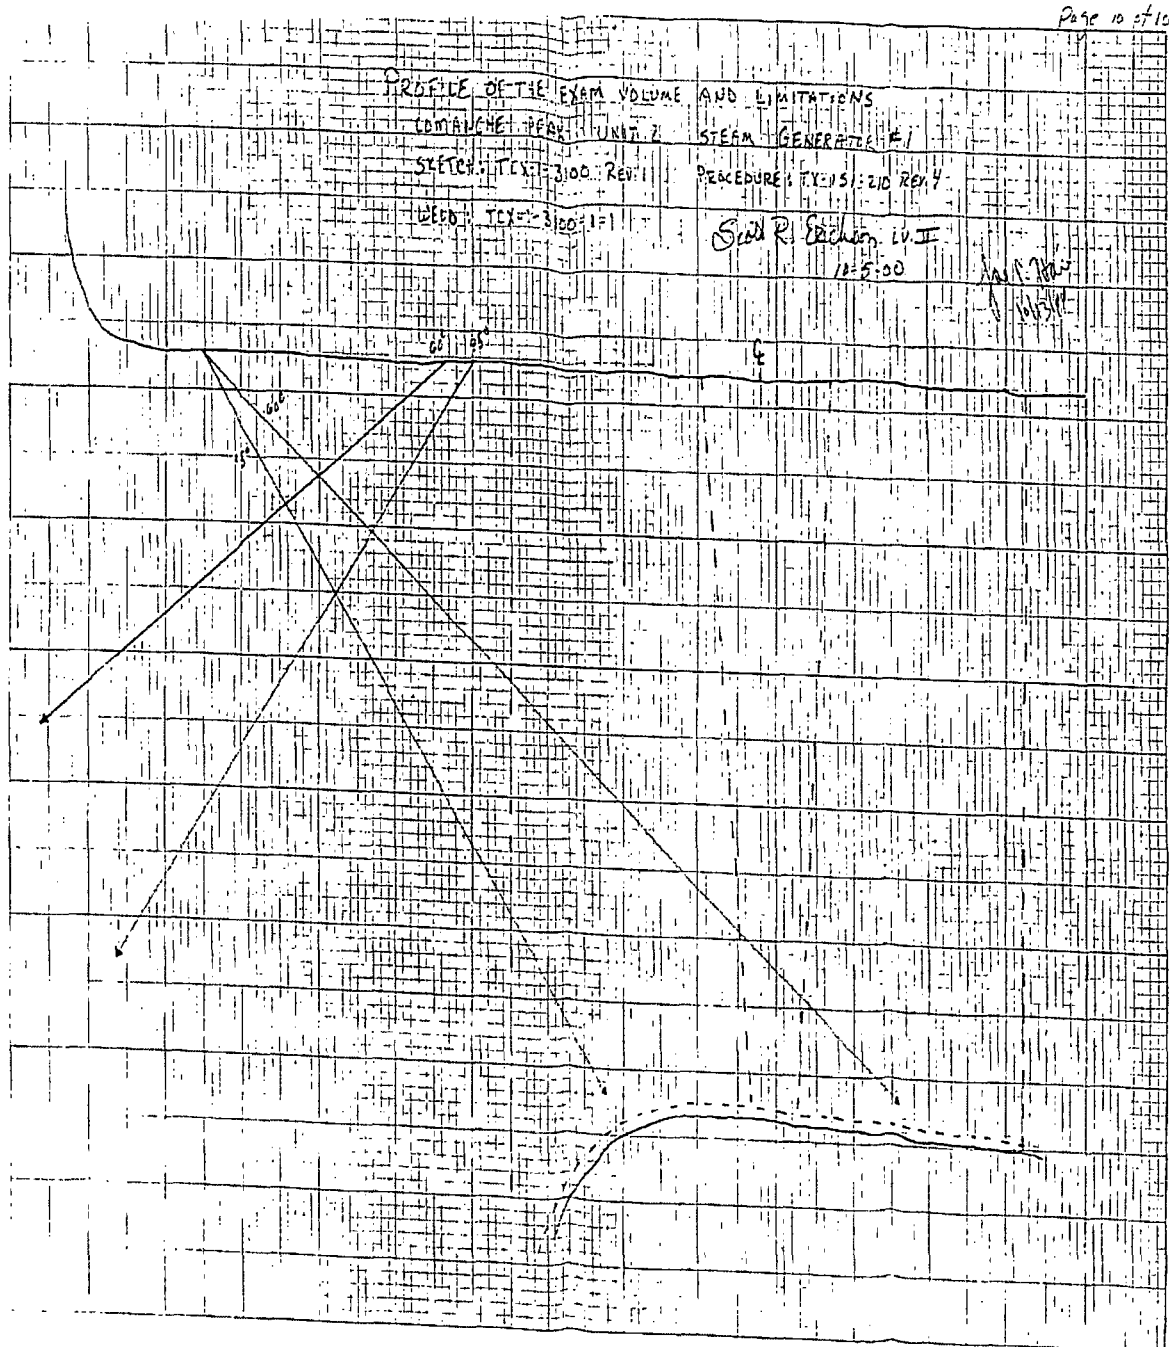 Page 10 of 10
PROFILE OF THE EXAM VOLUME AND LIMITATIONS
COMANCHE PEAK UNIT 2 STEAM GENERATOR #1
SKETCH: TCX-1-3100 REV.1 PROCEDURE: TX-ISI-210 REV.4
WELD: TCX-1-3100-1-1
Scott R. LV. II
10-5-00
60° 45°
℄
60°
45°